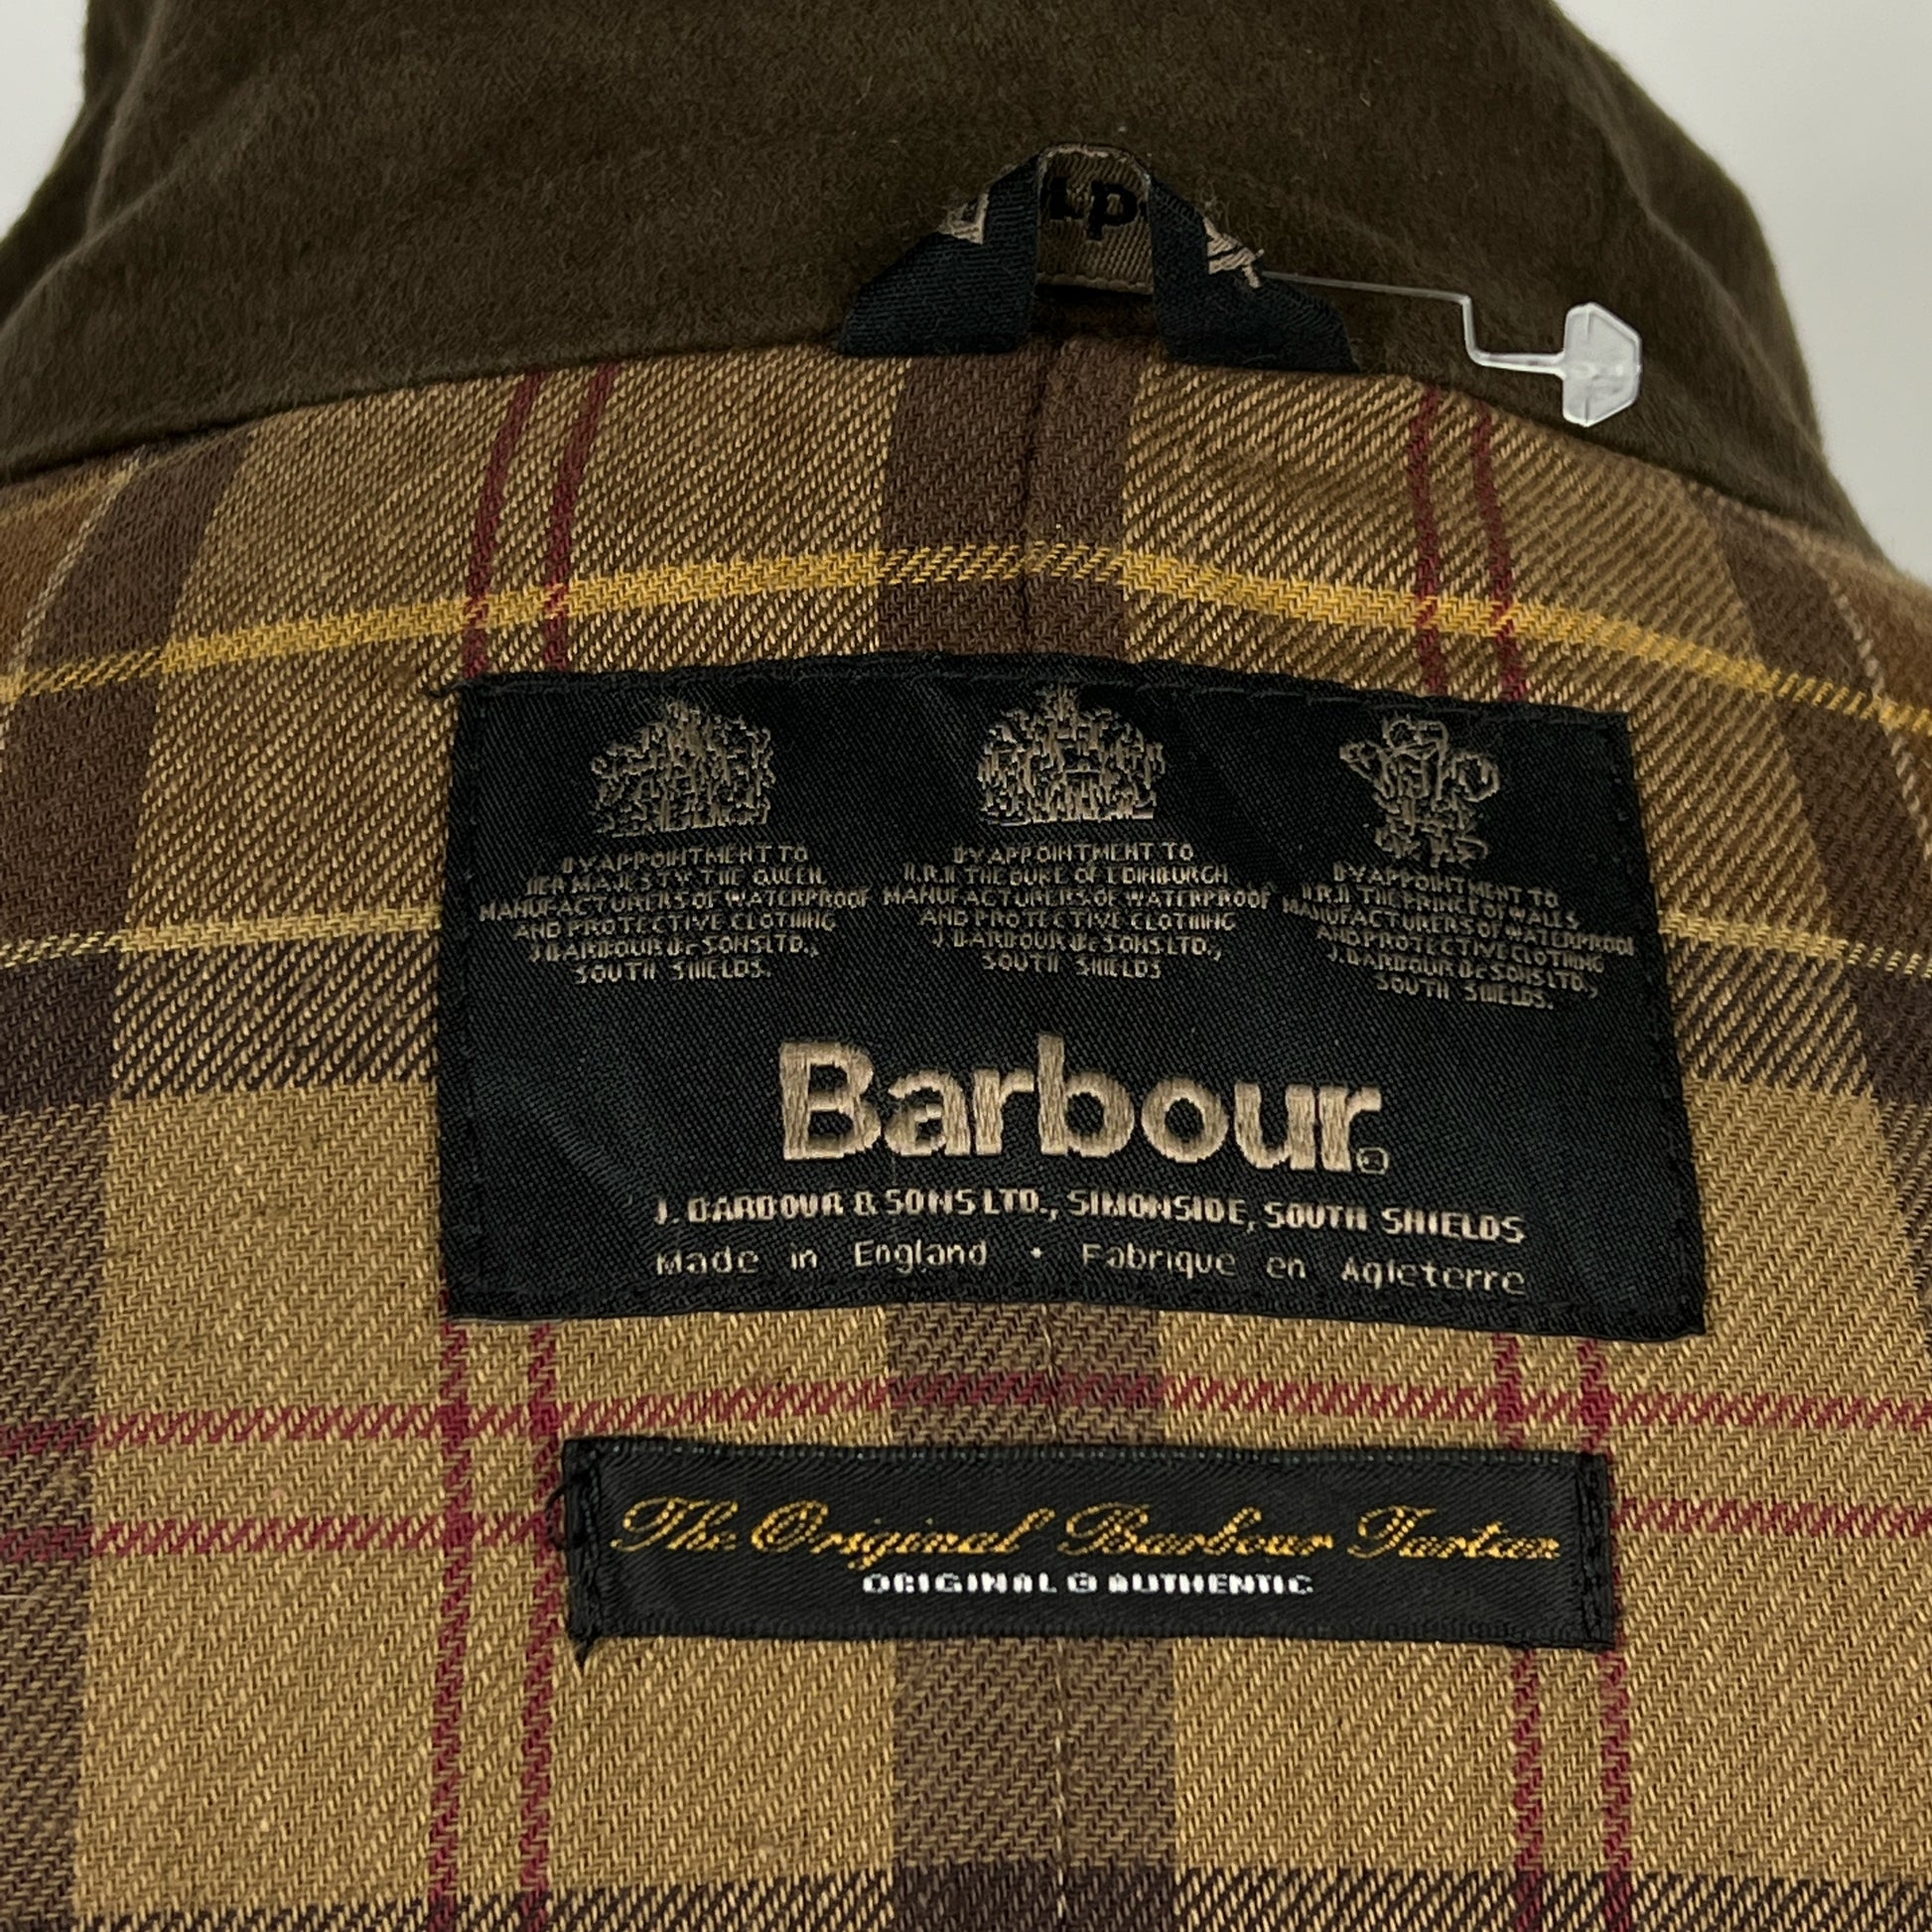 Lp
BY APPOINTMENT TO
HER MAJESTY THE QUEEN
MANUFACTURERS OF WATERPROOF
AND PROTECTIVE CLOTHING
J. BARBOUR & SONS LTD.,
SOUTH SHIELDS.
BY APPOINTMENT TO
H.R.H THE DUKE OF EDINBURGH
MANUFACTURERS OF WATERPROOF
AND PROTECTIVE CLOTHING
J BARBOUR & SONS LTD.,
SOUTH SHIELDS
BY APPOINTMENT TO
H.R.H THE PRINCE OF WALES
MANUFACTURERS OF WATERPROOF
AND PROTECTIVE CLOTHING
J. BARBOUR & SONS LTD.,
SOUTH SHIELDS.
Barbour®
J. BARBOUR & SONS LTD., SIMONSIDE, SOUTH SHIELDS
Made in England • Fabrique en Agleterre
The Original Barbour Tartan
ORIGINAL & AUTHENTIC